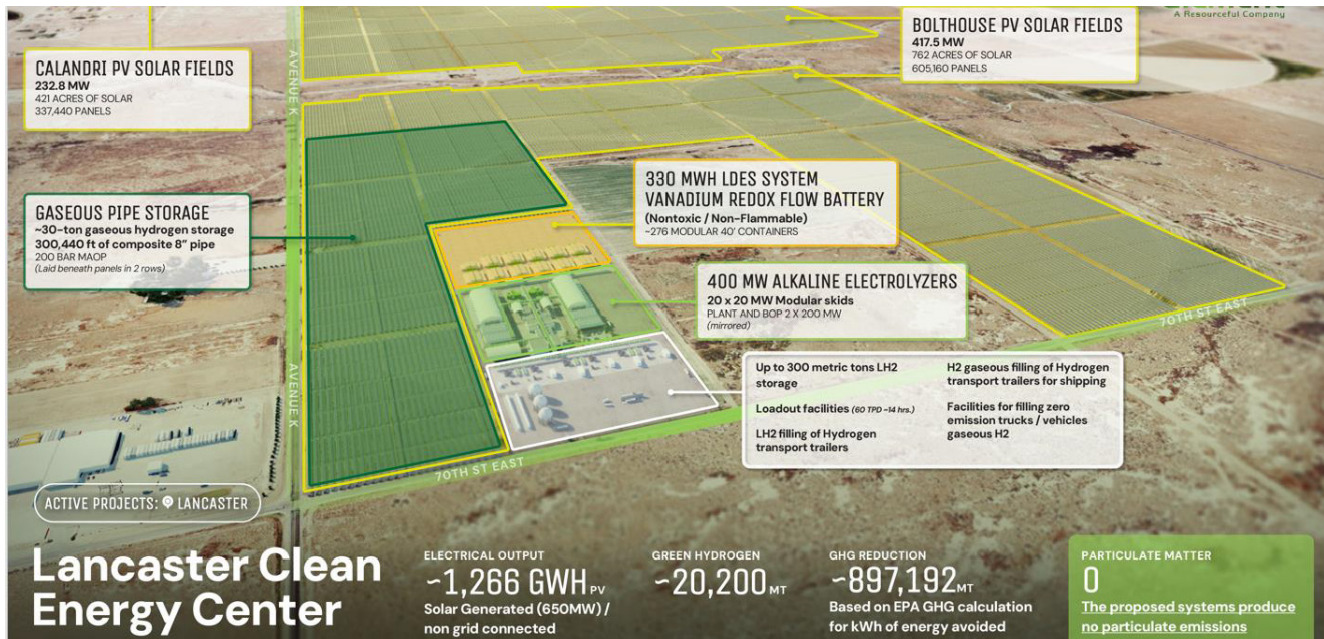 A Resourceful Company
CALANDRI PV SOLAR FIELDS
232.8 MW
421 ACRES OF SOLAR
337,440 PANELS
AVENUE K
BOLTHOUSE PV SOLAR FIELDS
417.5 MW
762 ACRES OF SOLAR
605,160 PANELS
GASEOUS PIPE STORAGE
~30-ton gaseous hydrogen storage
300,440 ft of composite 8" pipe
200 BAR MAOP
(Laid beneath panels in 2 rows)
330 MWH LDES SYSTEM
VANADIUM REDOX FLOW BATTERY
(Nontoxic / Non-Flammable)
~276 MODULAR 40' CONTAINERS
400 MW ALKALINE ELECTROLYZERS
20 x 20 MW Modular skids
PLANT AND BOP 2 X 200 MW
(mirrored)
70TH ST EAST
AVENUE K
Up to 300 metric tons LH2
storage
Loadout facilities (60 TPD ~14 hrs.)
LH2 filling of Hydrogen
transport trailers
H2 gaseous filling of Hydrogen
transport trailers for shipping
Facilities for filling zero
emission trucks / vehicles
gaseous H2
70TH ST EAST
ACTIVE PROJECTS: LANCASTER
Lancaster Clean
Energy Center
ELECTRICAL OUTPUT
~1,266 GWH PV
Solar Generated (650MW) /
non grid connected
GREEN HYDROGEN
~20,200 MT
GHG REDUCTION
~897,192 MT
Based on EPA GHG calculation
for kWh of energy avoided
PARTICULATE MATTER
0
The proposed systems produce
no particulate emissions